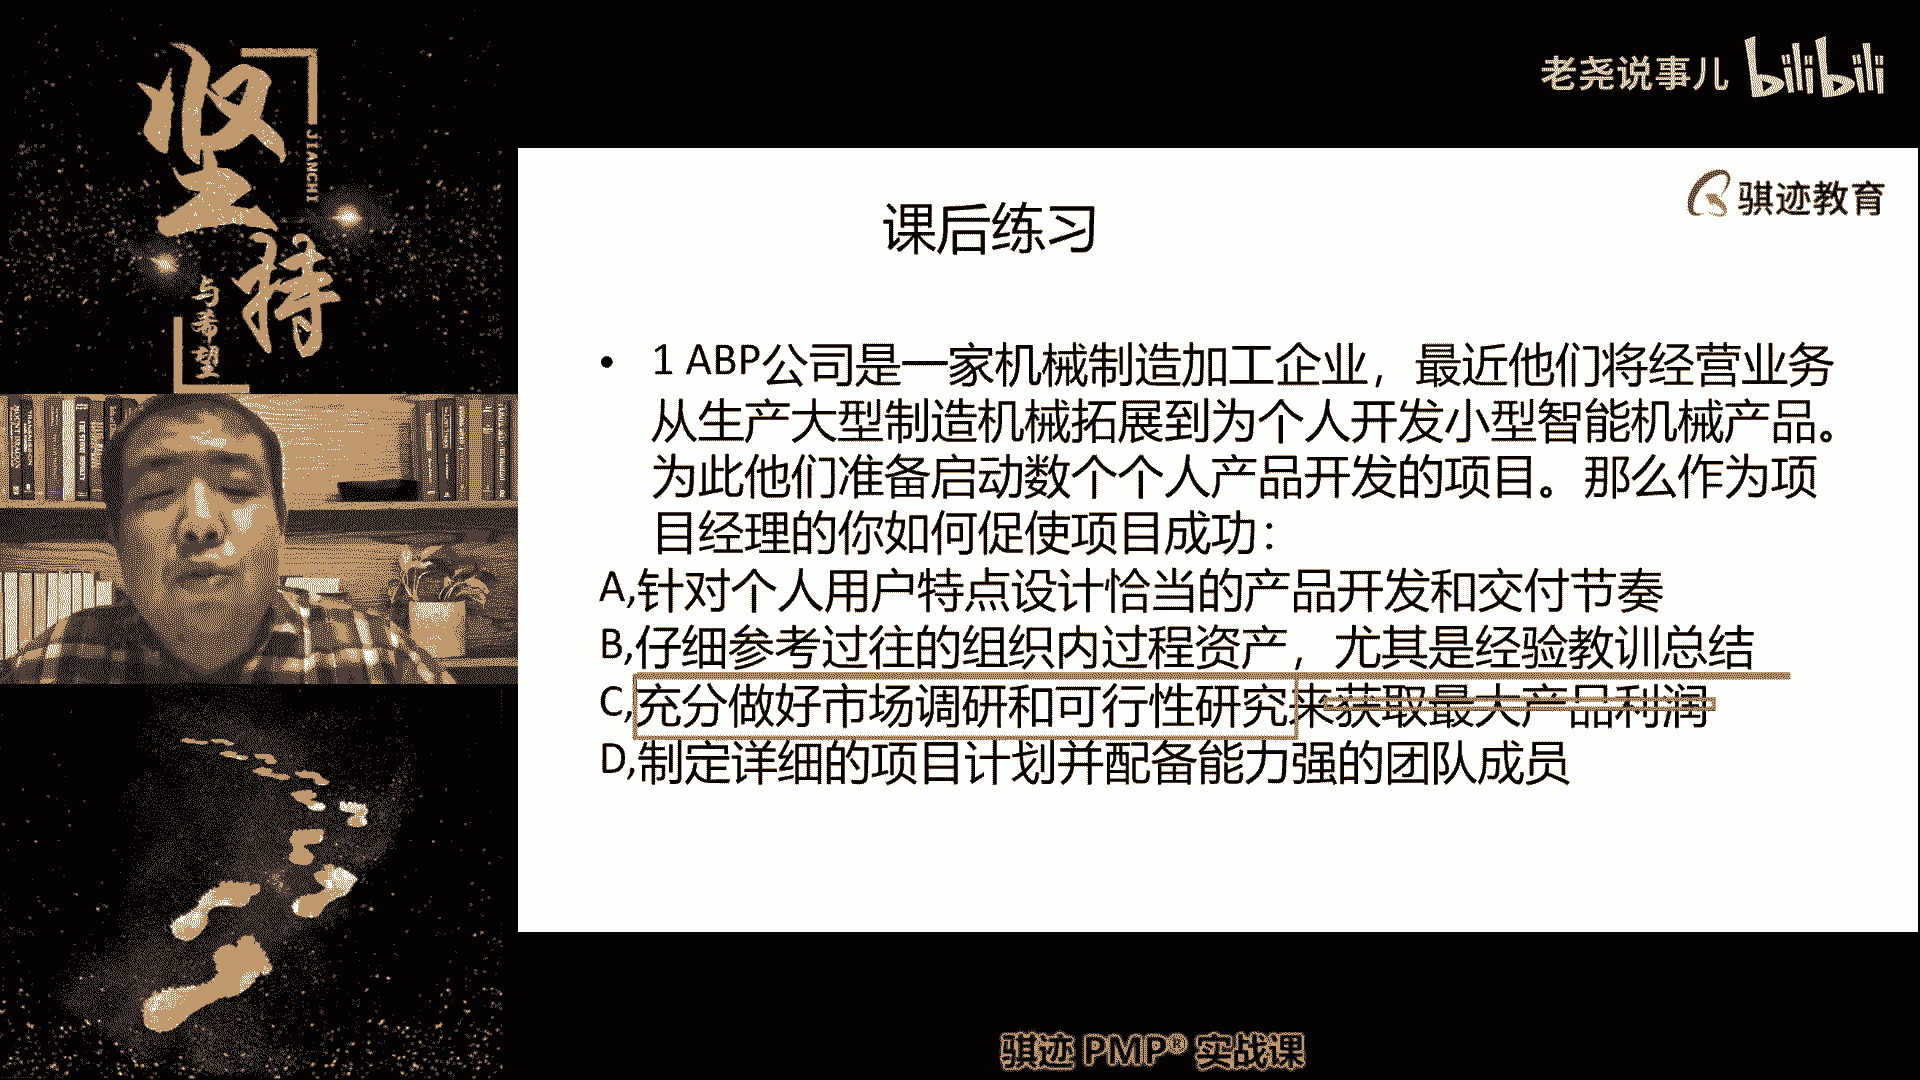 坚持
JIANCHI
与希望
老尧说事儿 bilibili
骐迹教育
课后练习
• 1 ABP公司是一家机械制造加工企业，最近他们将经营业务
从生产大型制造机械拓展到为个人开发小型智能机械产品。
为此他们准备启动数个个人产品开发的项目。那么作为项
目经理的你如何促使项目成功：
A,针对个人用户特点设计恰当的产品开发和交付节奏
B,仔细参考过往的组织内过程资产，尤其是经验教训总结
C,充分做好市场调研和可行性研究来获取最大产品利润
D,制定详细的项目计划并配备能力强的团队成员
骐迹 PMP® 实战课